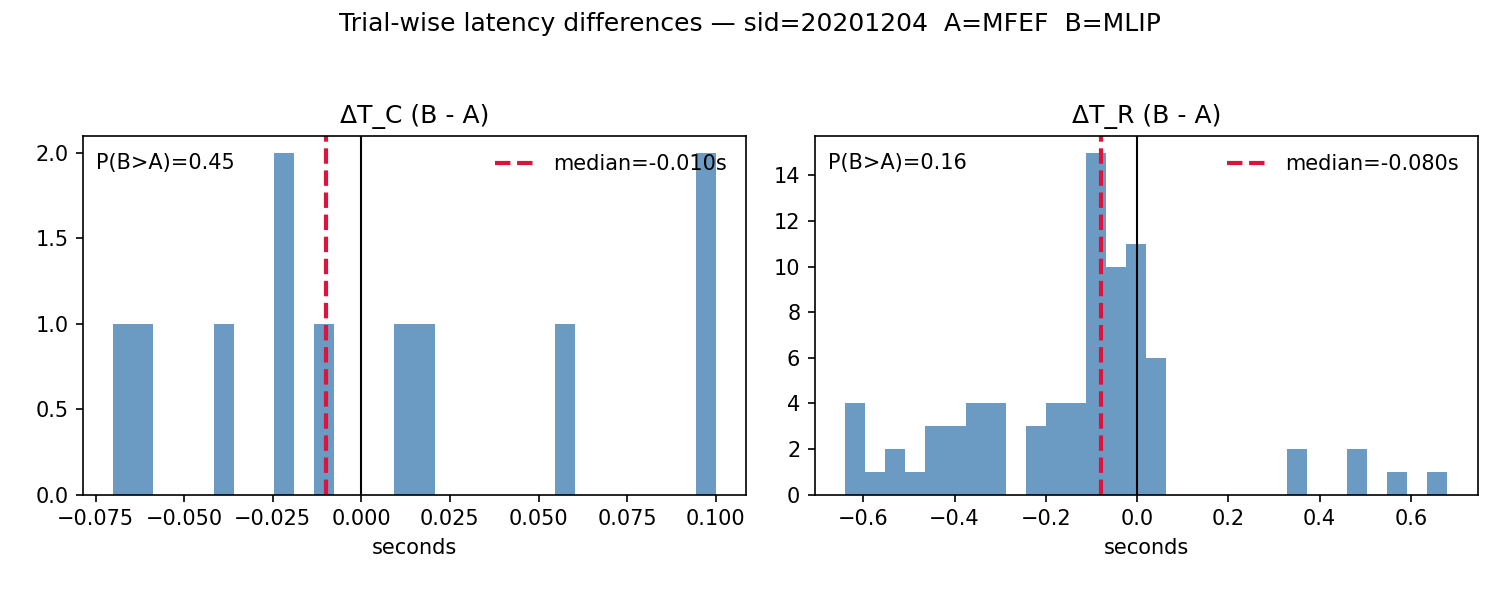 Trial-wise latency differences — sid=20201204  A=MFEF  B=MLIP
ΔT_C (B - A)
P(B>A)=0.45
median=-0.010s
2.0
1.5
1.0
0.5
0.0
−0.075 −0.050 −0.025 0.000 0.025 0.050 0.075 0.100
seconds
ΔT_R (B - A)
P(B>A)=0.16
median=-0.080s
14
12
10
8
6
4
2
0
−0.6 −0.4 −0.2 0.0 0.2 0.4 0.6
seconds